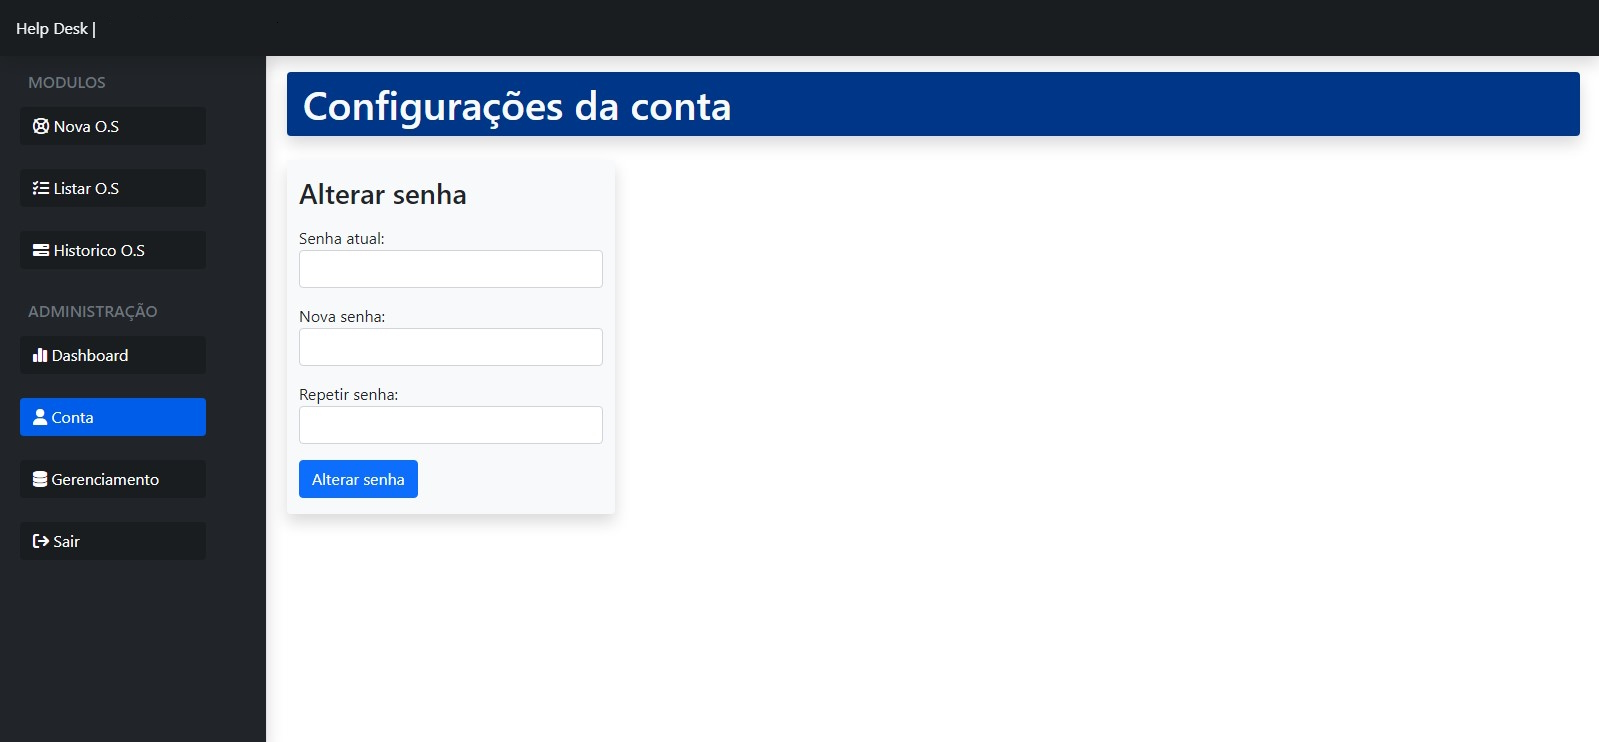 Help Desk |
MODULOS
Nova O.S
Listar O.S
Historico O.S
ADMINISTRAÇÃO
Dashboard
Conta
Gerenciamento
Sair
Configurações da conta
Alterar senha
Senha atual:
Nova senha:
Repetir senha:
Alterar senha